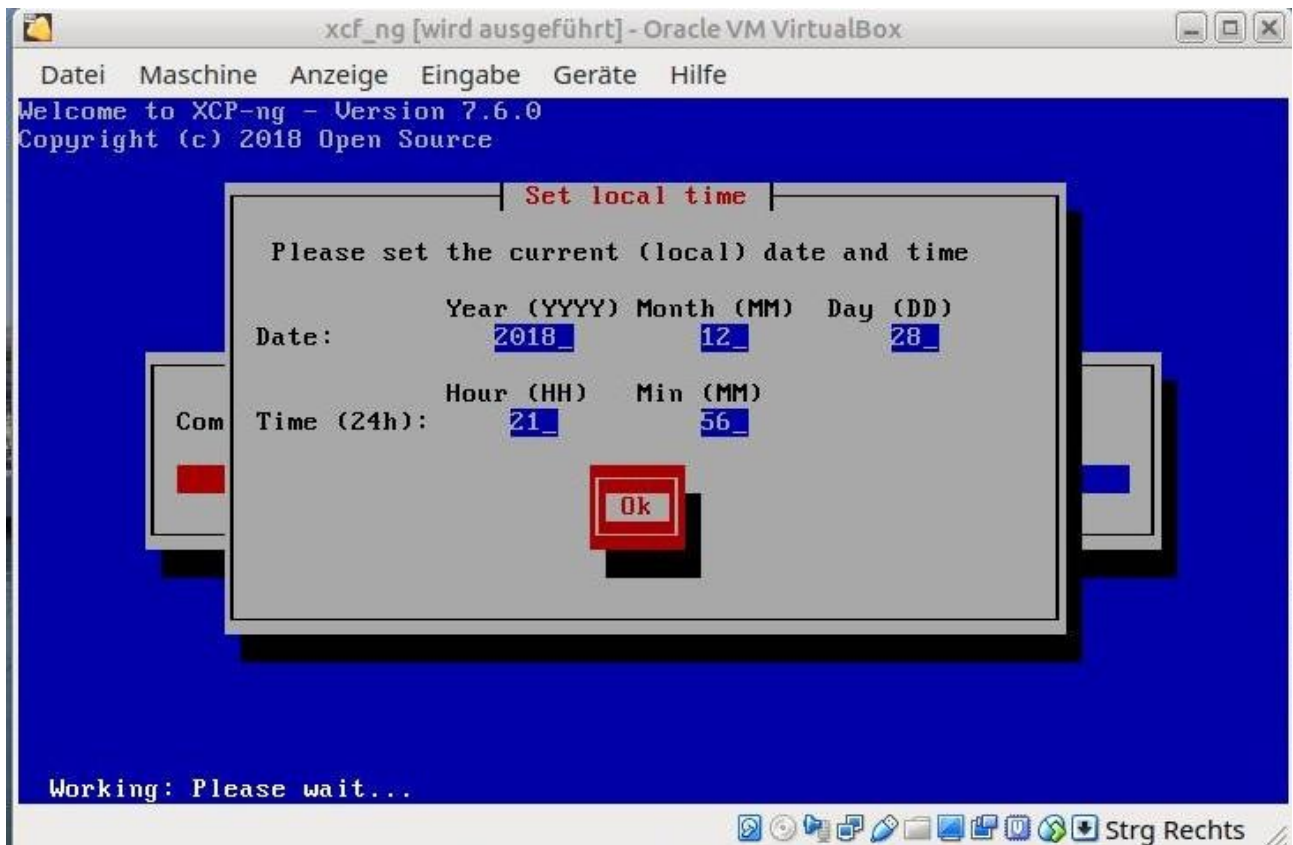 xcf_ng [wird ausgeführt] - Oracle VM VirtualBox
Datei Maschine Anzeige Eingabe Geräte Hilfe
Welcome to XCP-ng - Version 7.6.0
Copyright (c) 2018 Open Source
Set local time
Please set the current (local) date and time
Year (YYYY) Month (MM) Day (DD)
Date: 2018_ 12_ 28_
Hour (HH) Min (MM)
Com
Time (24h): 21_ 56_
Ok
Working: Please wait...
Strg Rechts